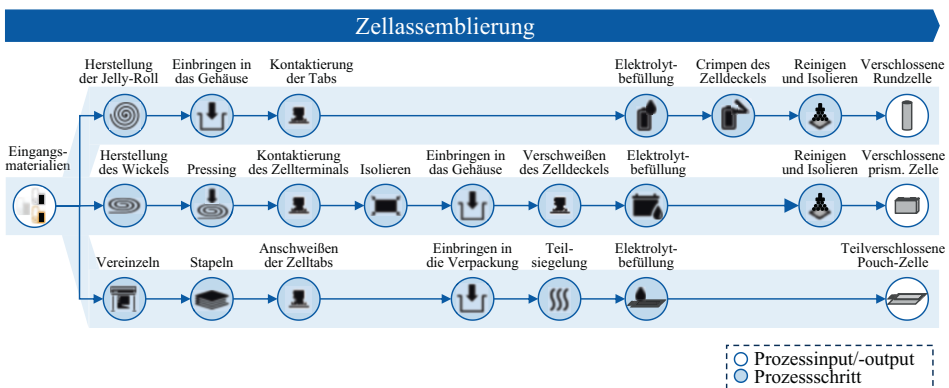 Zellassemblierung
Herstellung
der Jelly-Roll
Einbringen in
das Gehäuse
Kontaktierung
der Tabs
Elektrolyt-
befüllung
Crimpen des
Zelldeckels
Reinigen
und Isolieren
Verschlossene
Rundzelle
Eingangs-
materialien
Herstellung
des Wickels
Pressing
Kontaktierung
des Zellterminals
Isolieren
Einbringen in
das Gehäuse
Verschweißen
des Zelldeckels
Elektrolyt-
befüllung
Reinigen
und Isolieren
Verschlossene
prism. Zelle
Vereinzeln
Stapeln
Anschweißen
der Zelltabs
Einbringen in
die Verpackung
Teil-
siegelung
Elektrolyt-
befüllung
Teilverschlossene
Pouch-Zelle
Prozessinput/-output
Prozessschritt